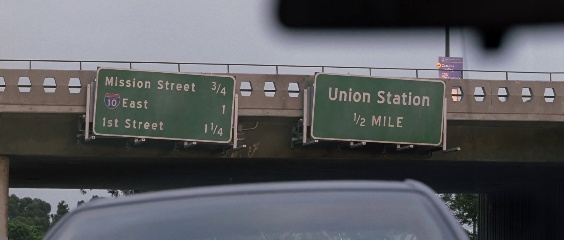 Mission Street 3/4
10 East 1
1st Street 1 1/4
Union Station
1/2 MILE